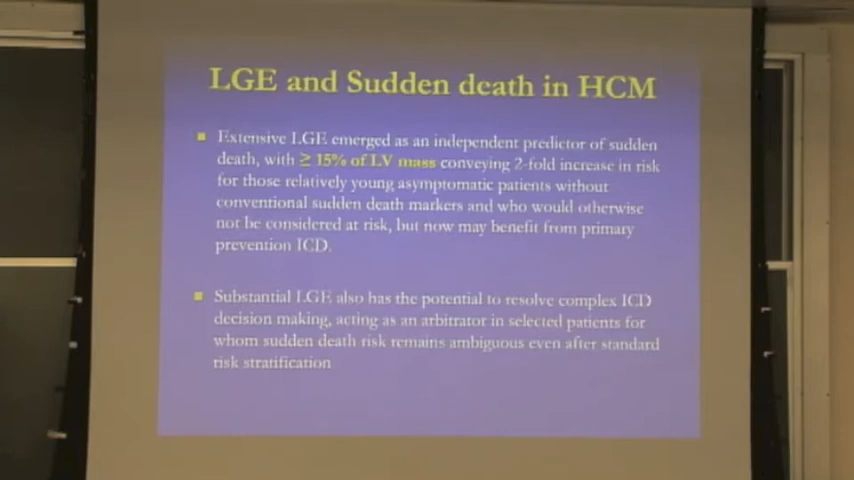 LGE and Sudden death in HCM
Extensive LGE emerged as an independent predictor of sudden
death, with ≥ 15% of LV mass conveying 2-fold increase in risk
for those relatively young asymptomatic patients without
conventional sudden death markers and who would otherwise
not be considered at risk, but now may benefit from primary
prevention ICD.
Substantial LGE also has the potential to resolve complex ICD
decision making, acting as an arbitrator in selected patients for
whom sudden death risk remains ambiguous even after standard
risk stratification